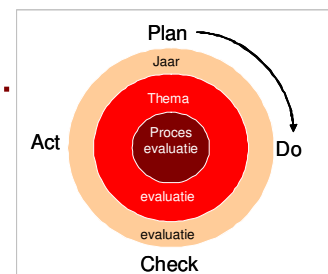 Plan
Jaar
Thema
Proces
evaluatie
Act
Do
evaluatie
evaluatie
Check